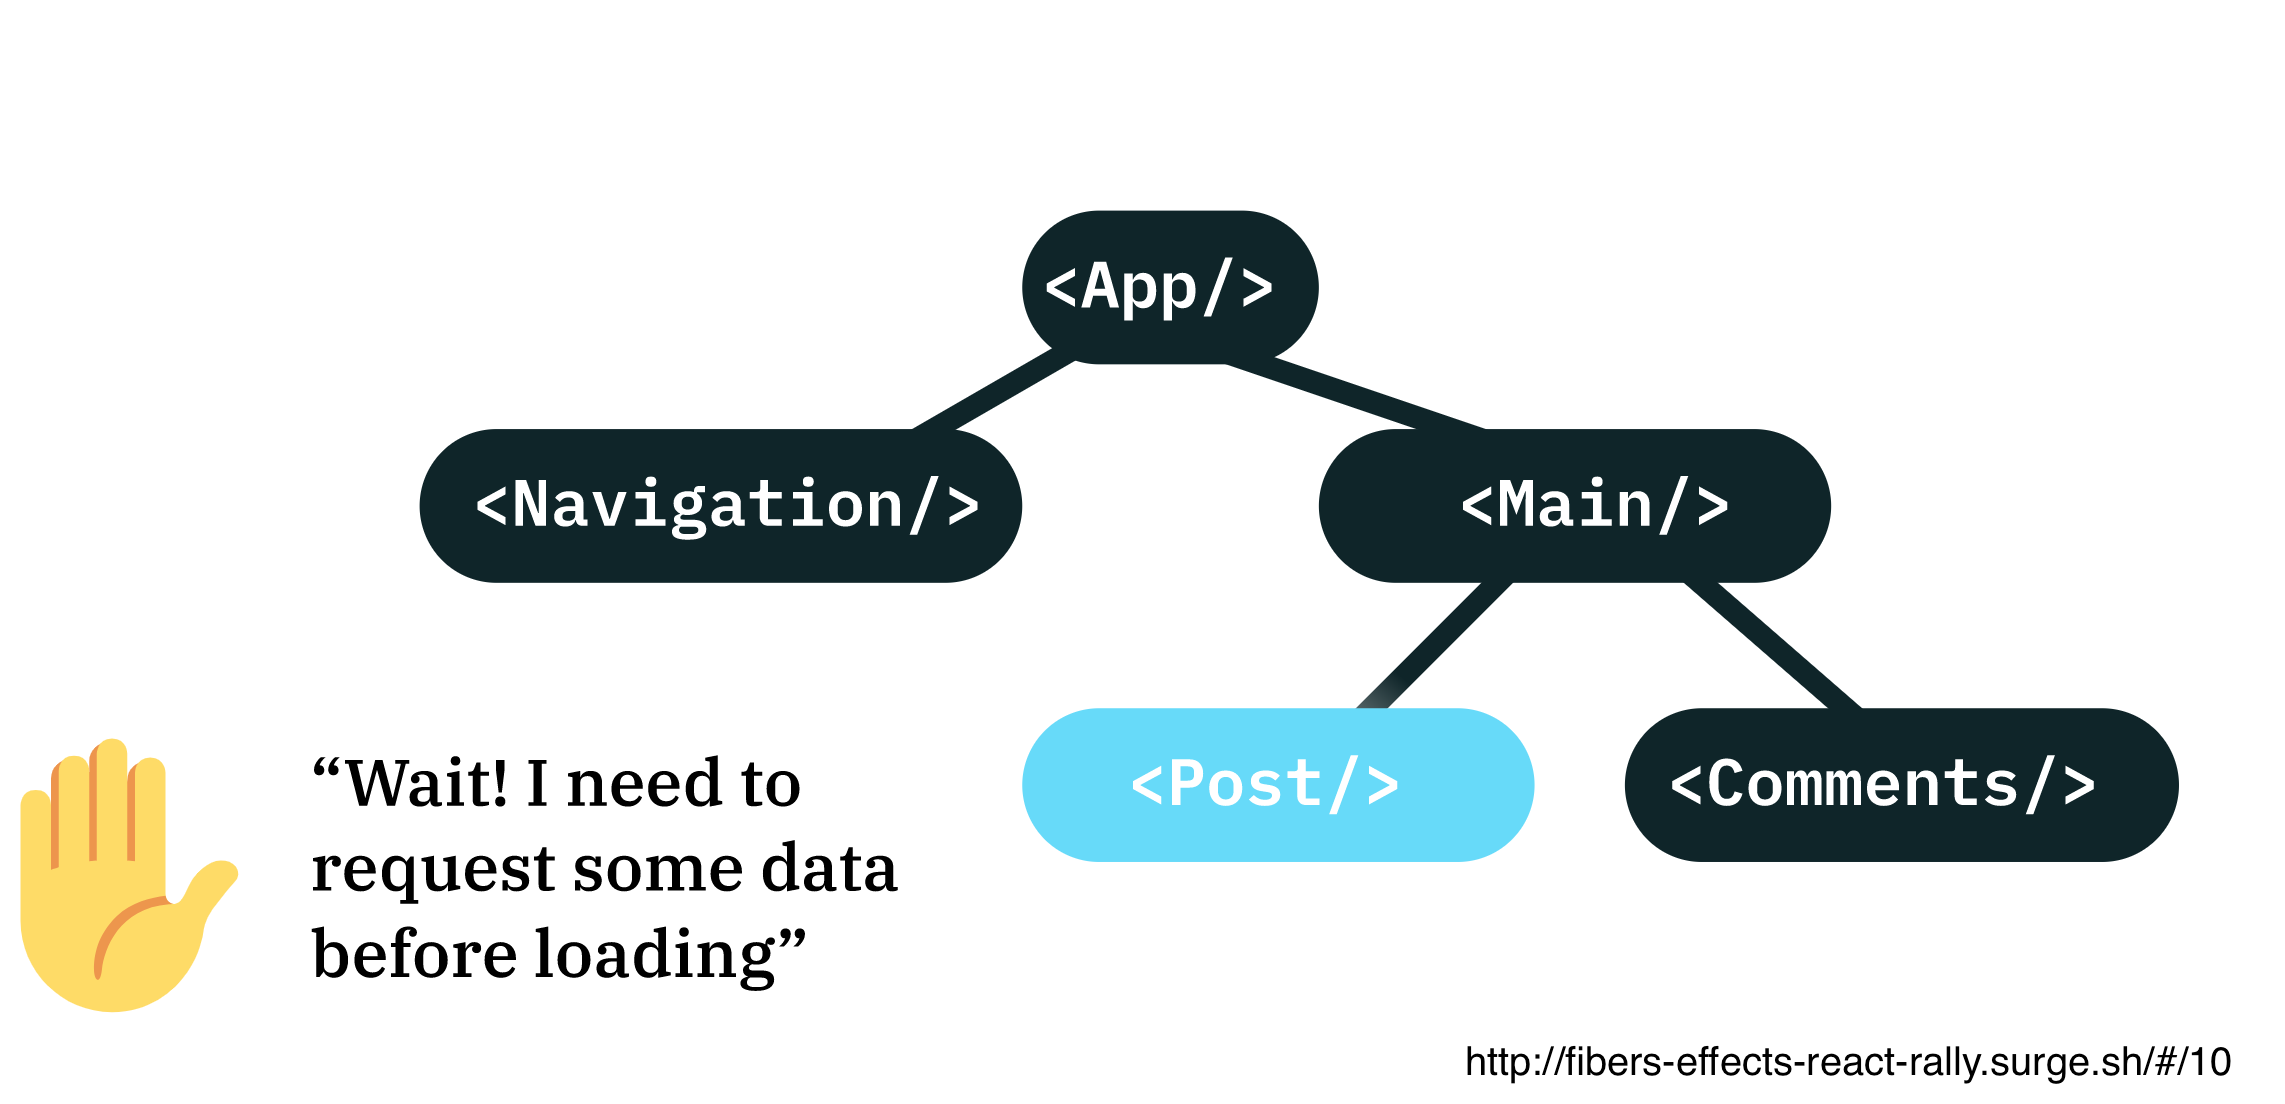 <App/>
<Navigation/>
<Main/>
<Post/>
<Comments/>
“Wait! I need to
request some data
before loading”
http://fibers-effects-react-rally.surge.sh/#/10